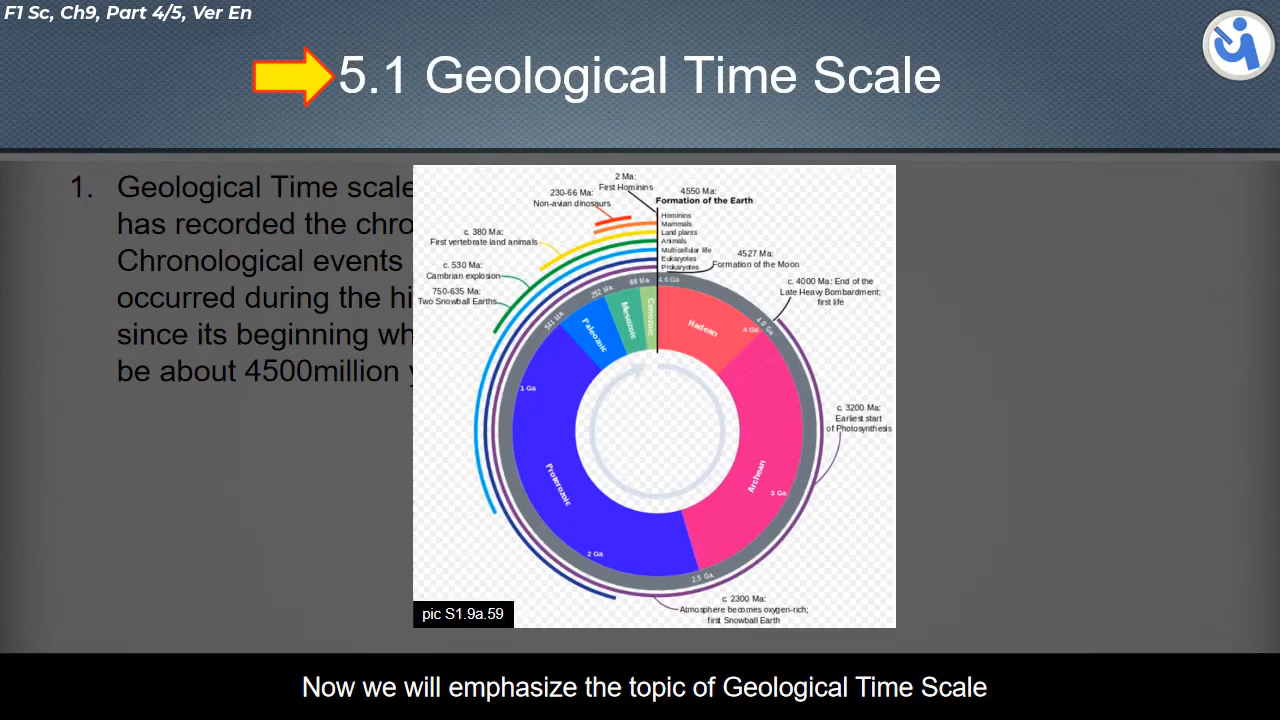 F1 Sc, Ch9, Part 4/5, Ver En
5.1 Geological Time Scale
1. Geological Time scale
has recorded the chro
Chronological events
occurred during the hi
since its beginning wh
be about 4500million y
2 Ma:
First Hominins
230-66 Ma:
Non-avian dinosaurs
4550 Ma:
Formation of the Earth
Hominins
Mammals
Land plants
Animals
Multicellular life
Eukaryotes
Prokaryotes
c. 380 Ma:
First vertebrate land animals
4527 Ma:
Formation of the Moon
c. 530 Ma:
Cambrian explosion
750-635 Ma:
Two Snowball Earths
c. 4000 Ma: End of the
Late Heavy Bombardment;
first life
541 Ma
252 Ma
66 Ma
4.6 Ga
4.0 Ga
Paleozoic
Mesozoic
Cenozoic
Hadean
4 Ga
1 Ga
c. 3200 Ma:
Earliest start
of Photosynthesis
Proterozoic
Archean
3 Ga
2 Ga
2.5 Ga
c. 2300 Ma:
Atmosphere becomes oxygen-rich;
first Snowball Earth
pic S1.9a.59
Now we will emphasize the topic of Geological Time Scale